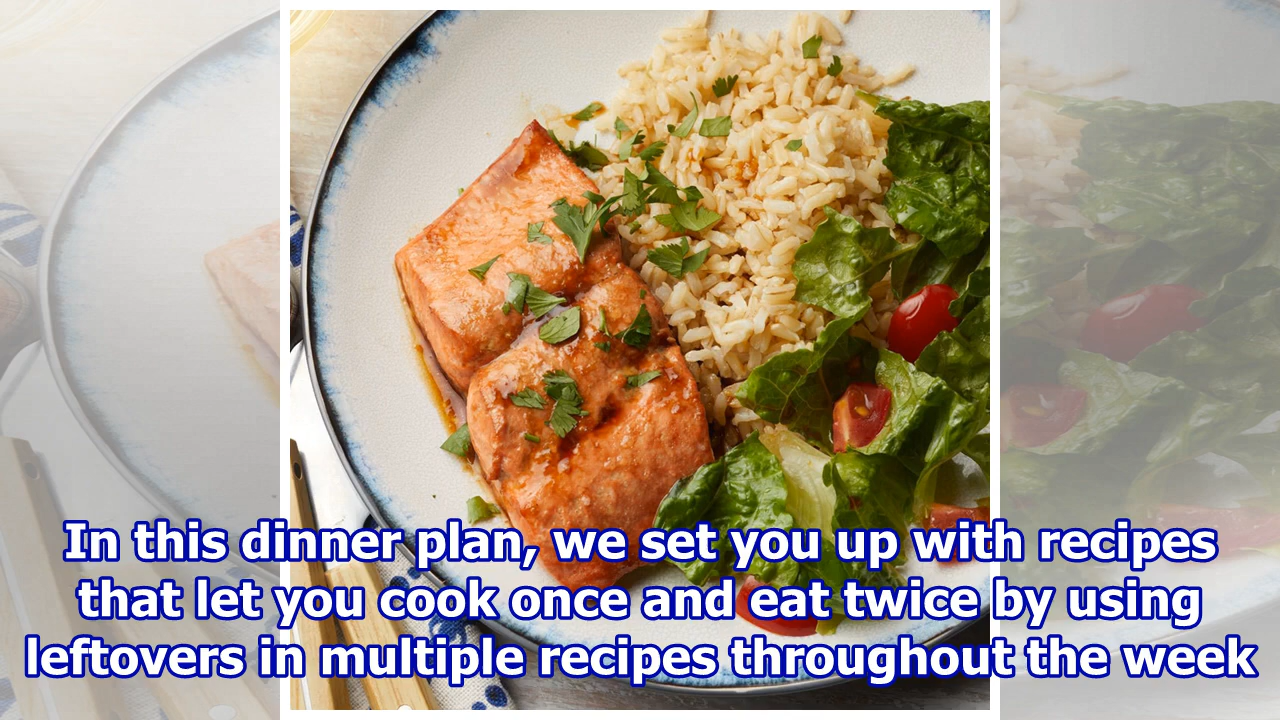 In this dinner plan, we set you up with recipes
that let you cook once and eat twice by using
leftovers in multiple recipes throughout the week